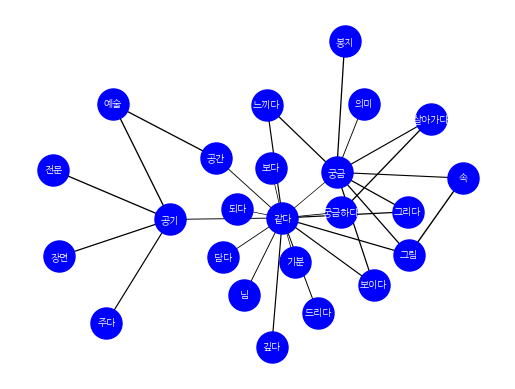 봉지
예술
느끼다
의미
살아가다
공간
보다
궁금
속
전문
되다
궁금하다
그리다
공기
같다
장면
담다
기분
그림
님
보이다
주다
드리다
깊다